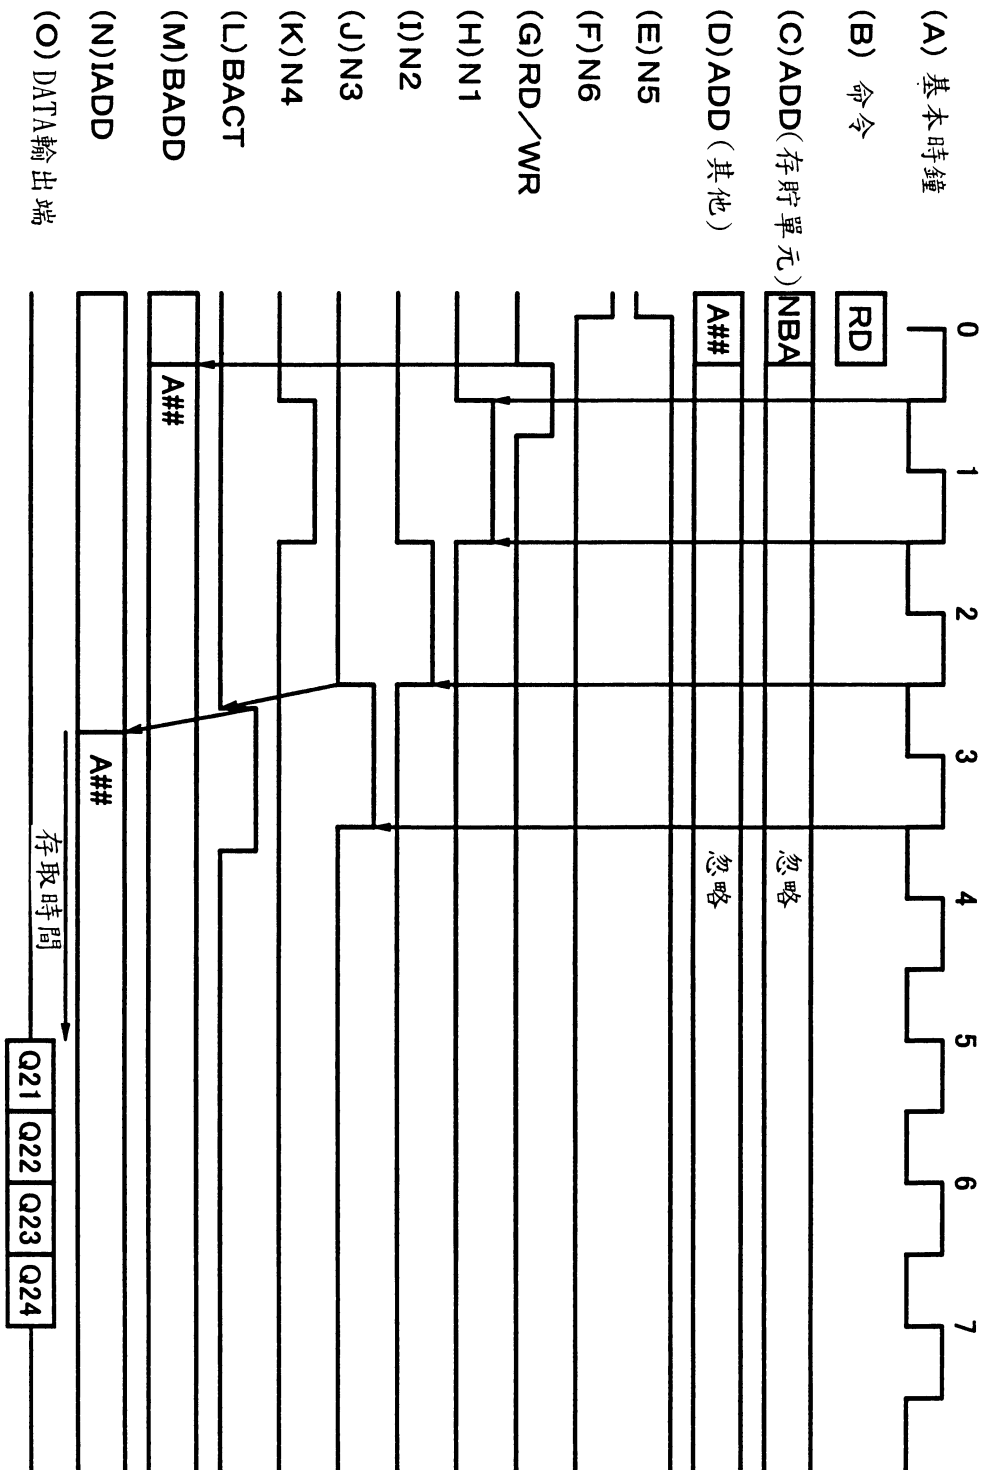 0 1 2 3 4 5 6 7
(A) 基本時鐘
(B) 命令 RD
(C)ADD(存貯單元) NBA 忽略
(D)ADD(其他) A## 忽略
(E)N5
(F)N6
(G)RD／WR
(H)N1
(I)N2
(J)N3
(K)N4
(L)BACT
(M)BADD A##
(N)IADD A##
存取時間
(O) DATA輸出端 Q21 Q22 Q23 Q24